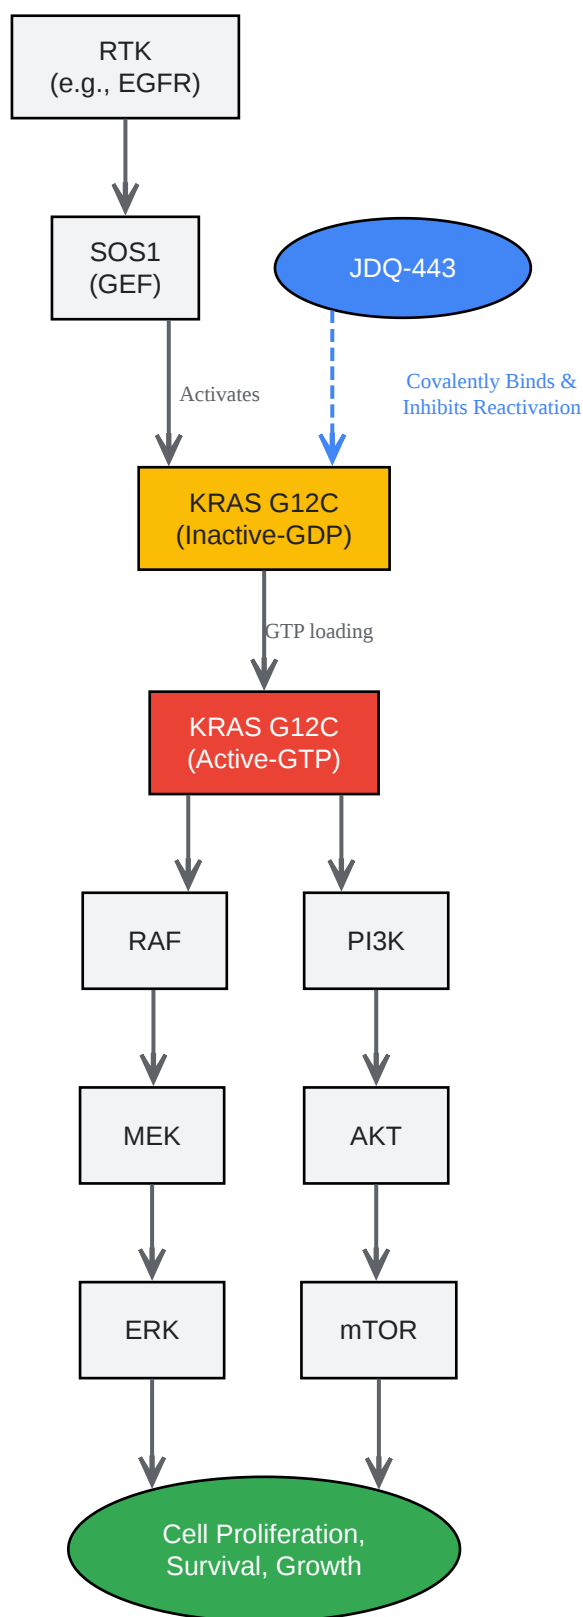 RTK
(e.g., EGFR)
SOS1
(GEF)
JDQ-443
Activates
Covalently Binds &
Inhibits Reactivation
KRAS G12C
(Inactive-GDP)
GTP loading
KRAS G12C
(Active-GTP)
RAF
PI3K
MEK
AKT
ERK
mTOR
Cell Proliferation,
Survival, Growth